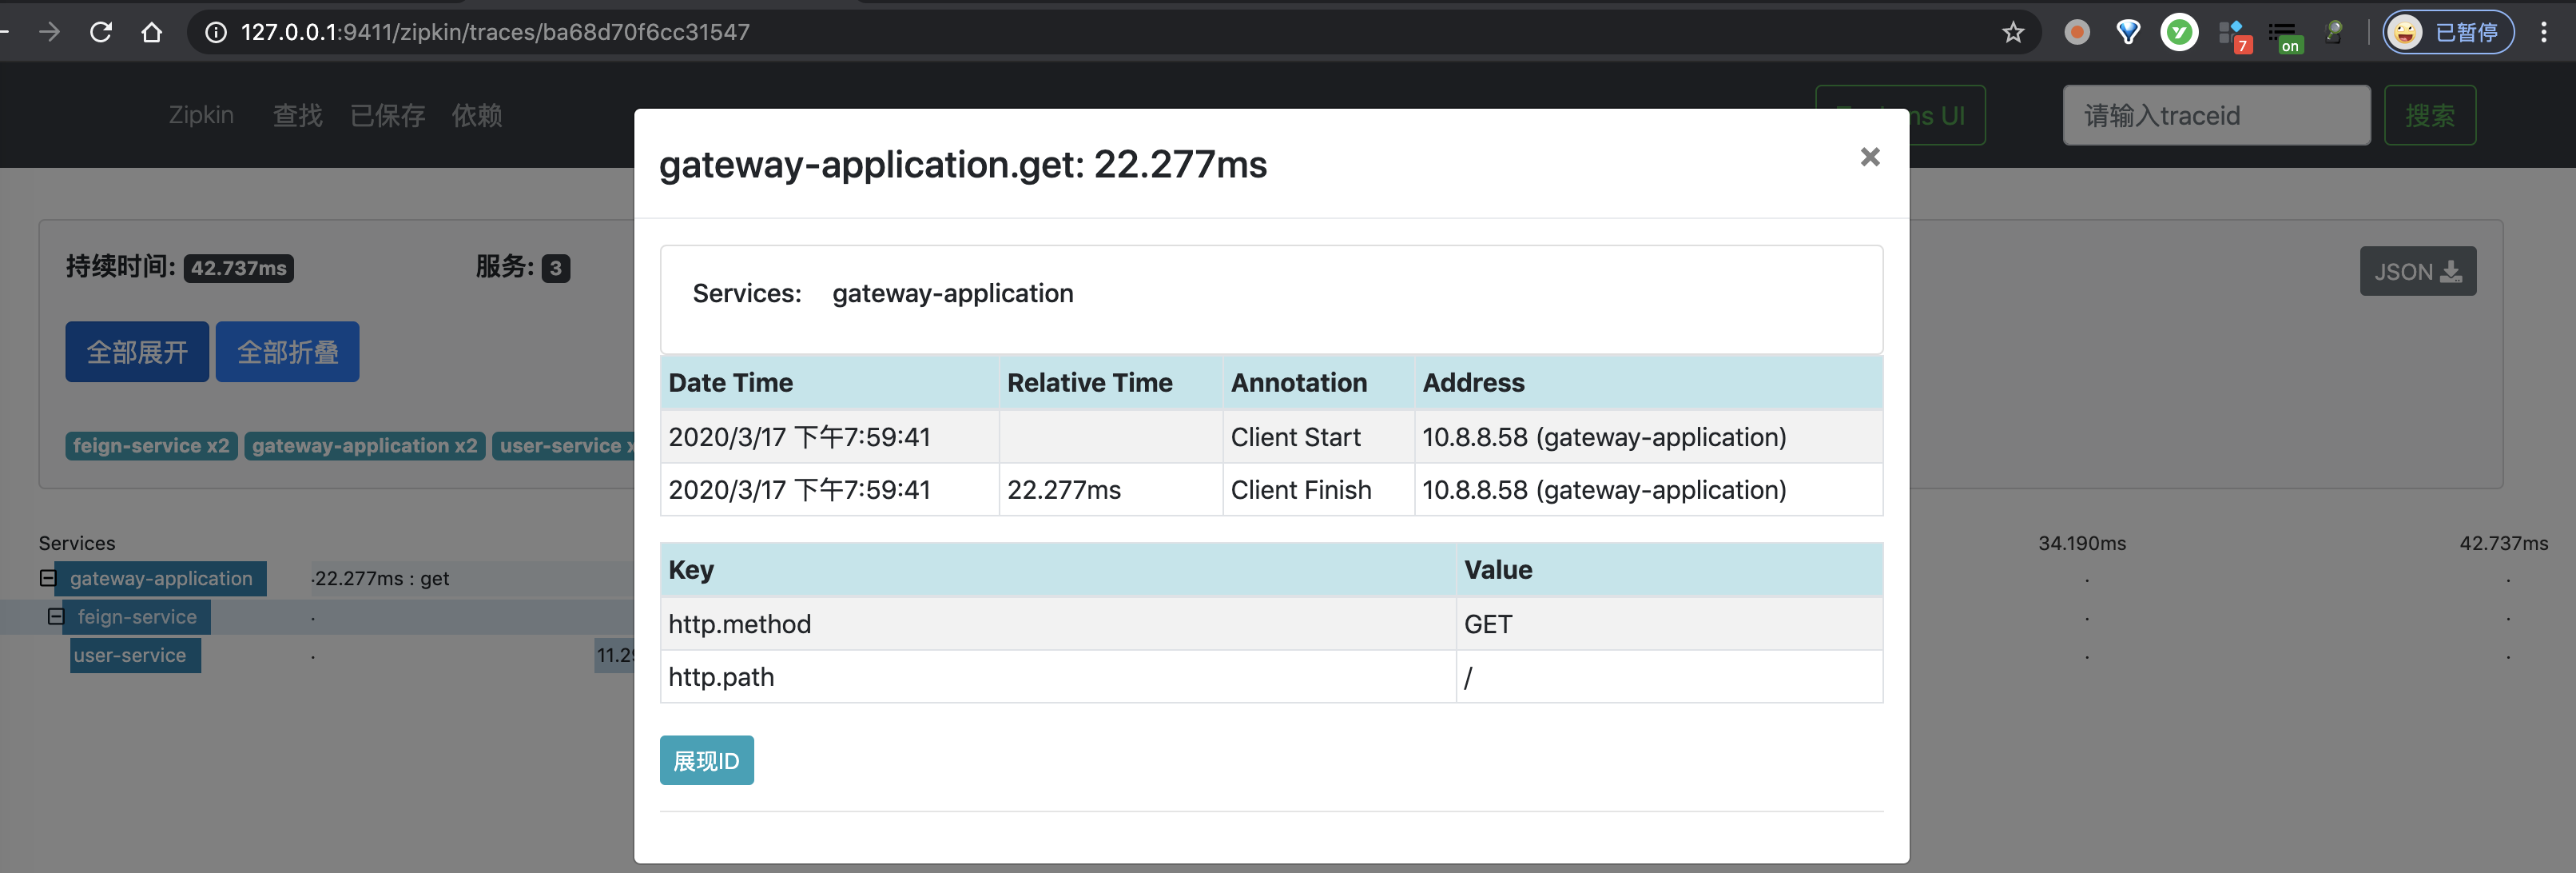 127.0.0.1:9411/zipkin/traces/ba68d70f6cc31547
7
on
已暂停
Zipkin 查找 已保存 依赖
ns UI
请输入traceid
搜索
gateway-application.get: 22.277ms
×
持续时间: 42.737ms
服务: 3
JSON
全部展开 全部折叠
feign-service x2 gateway-application x2 user-service x
Services: gateway-application
Date Time Relative Time Annotation Address
2020/3/17 下午7:59:41 Client Start 10.8.8.58 (gateway-application)
2020/3/17 下午7:59:41 22.277ms Client Finish 10.8.8.58 (gateway-application)
Key Value
http.method GET
http.path /
展现ID
Services 34.190ms 42.737ms
gateway-application 22.277ms : get
feign-service
user-service 11.29